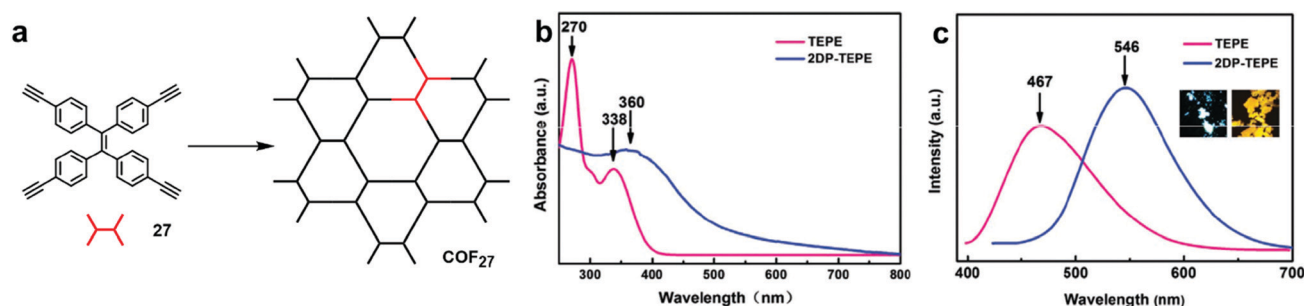 a
27
COF27
b
270
338
360
TEPE
2DP-TEPE
Absorbance (a.u.)
300 400 500 600 700 800
Wavelength (nm)
c
467
546
TEPE
2DP-TEPE
Intensity (a.u.)
400 500 600 700
Wavelength (nm)